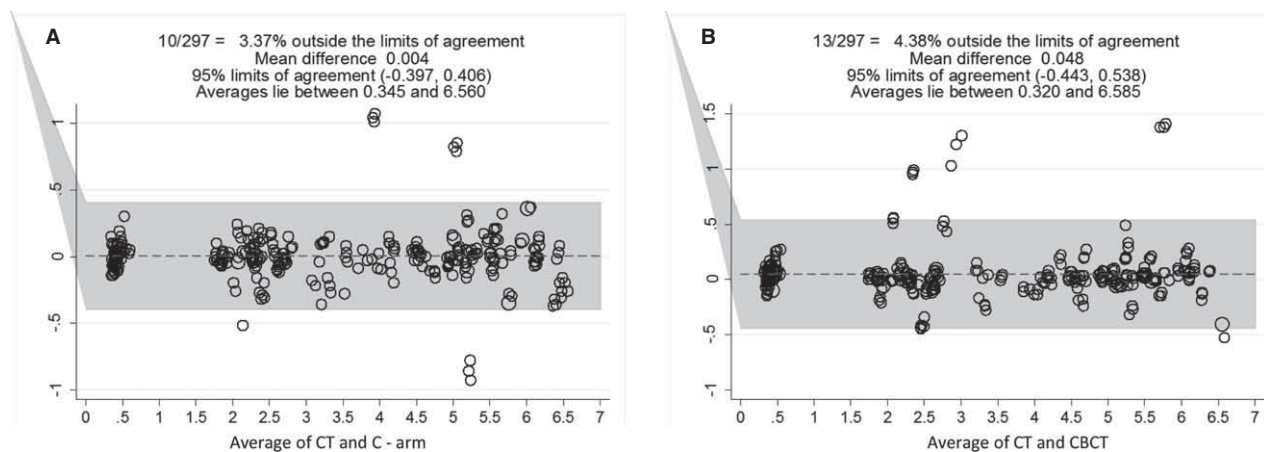 A
10/297 = 3.37% outside the limits of agreement
Mean difference 0.004
95% limits of agreement (-0.397, 0.406)
Averages lie between 0.345 and 6.560
1
.5
0
-.5
-1
0 .5 1 1.5 2 2.5 3 3.5 4 4.5 5 5.5 6 6.5 7
Average of CT and C - arm
B
13/297 = 4.38% outside the limits of agreement
Mean difference 0.048
95% limits of agreement (-0.443, 0.538)
Averages lie between 0.320 and 6.585
1.5
1
.5
0
-.5
-1
0 .5 1 1.5 2 2.5 3 3.5 4 4.5 5 5.5 6 6.5 7
Average of CT and CBCT